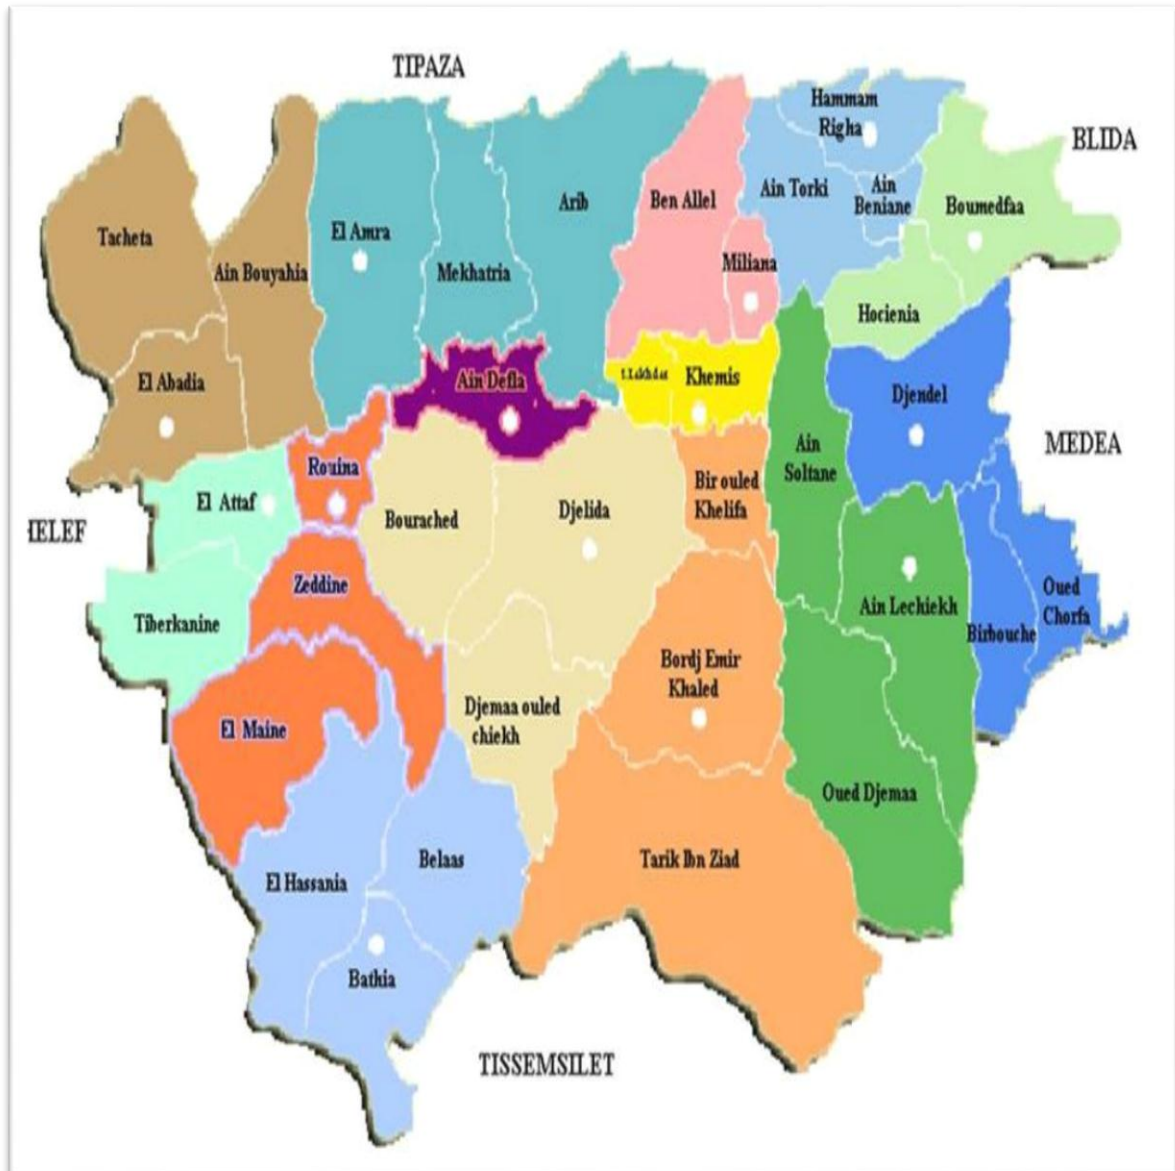 TIPAZA
Hammam
Righa
BLIDA
Ain Torki
Ain
Beniane
Ben Allel
Arib
Boumedfaa
Tacheta
El Amra
Ain Bouyahia
Mekhatria
Miliana
Hocienia
El Abadia
Ain Defla
Khemis
Djendel
MEDEA
Ain
Soltane
Rouina
El Attaf
Bir ouled
Khelifa
Bourached
Djelida
IELEF
Zeddine
Tiberkanine
Ain Lechiekh
Oued
Chorfa
Birbouche
Bordj Emir
Khaled
Djemaa ouled
chiekh
El Maine
Oued Djemaa
Belaas
Tarik Ibn Ziad
El Hassania
Bathia
TISSEMSILET